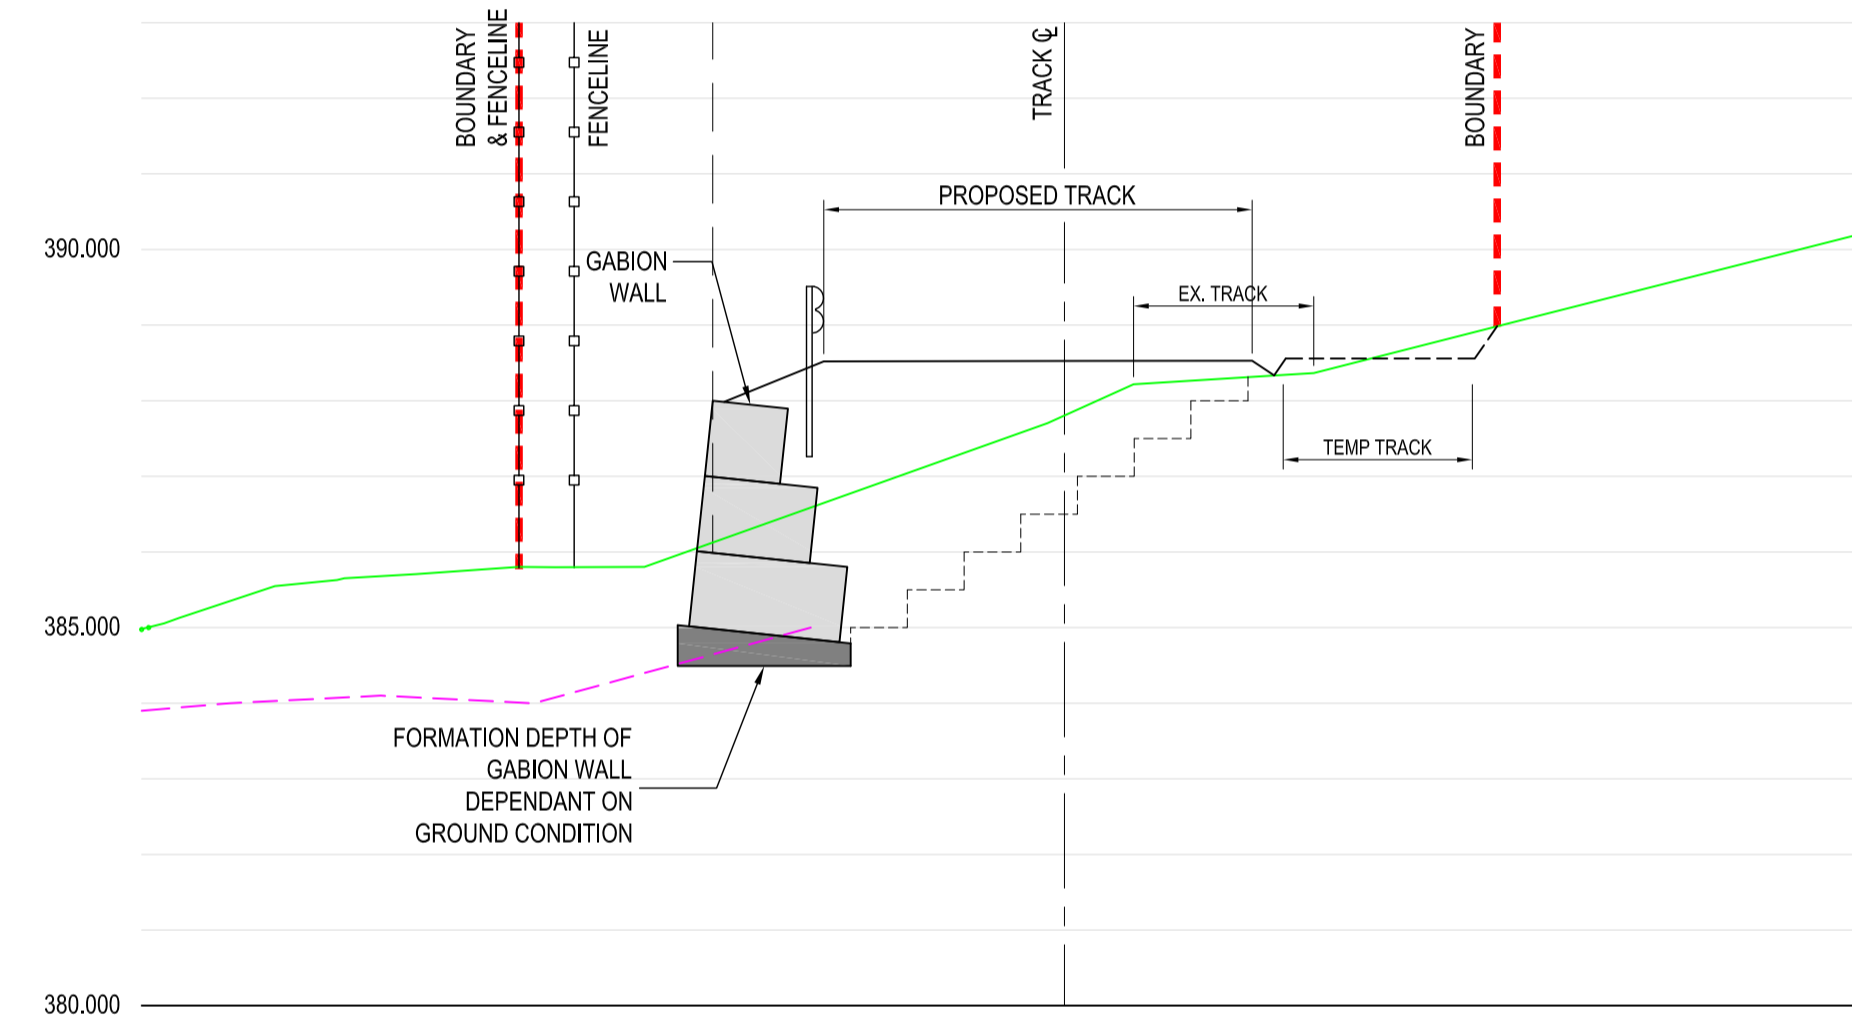 BOUNDARY
& FENCELINE
FENCELINE
TRACK ℄
BOUNDARY
PROPOSED TRACK
390.000
GABION
WALL
EX. TRACK
TEMP TRACK
385.000
FORMATION DEPTH OF
GABION WALL
DEPENDANT ON
GROUND CONDITION
380.000